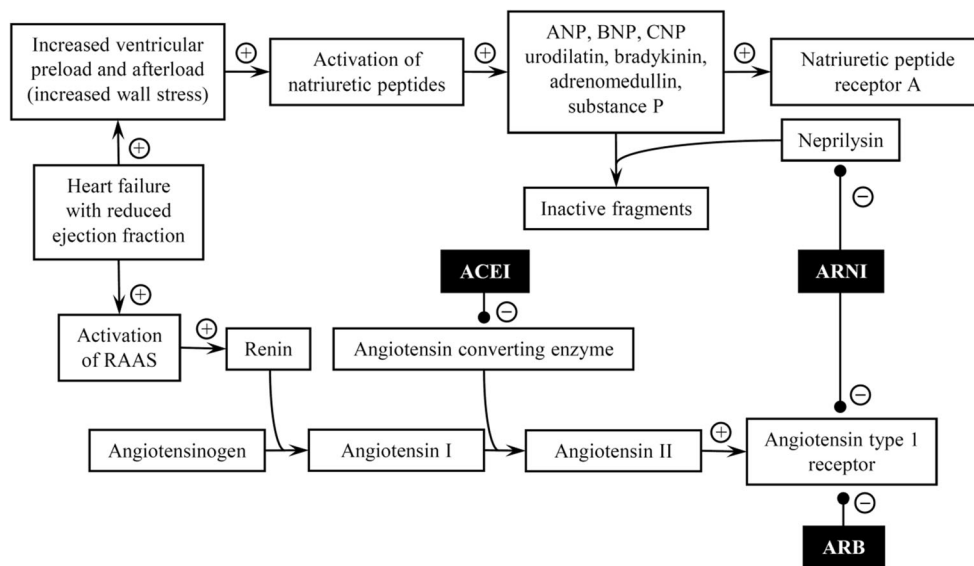 Increased ventricular
preload and afterload
(increased wall stress)
+
Activation of
natriuretic peptides
+
ANP, BNP, CNP
urodilatin, bradykinin,
adrenomedullin,
substance P
+
Natriuretic peptide
receptor A
+
Neprilysin
Heart failure
with reduced
ejection fraction
Inactive fragments
−
ACEI
ARNI
+
−
Activation
of RAAS
+
Renin
Angiotensin converting enzyme
−
Angiotensinogen
Angiotensin I
Angiotensin II
+
Angiotensin type 1
receptor
−
ARB